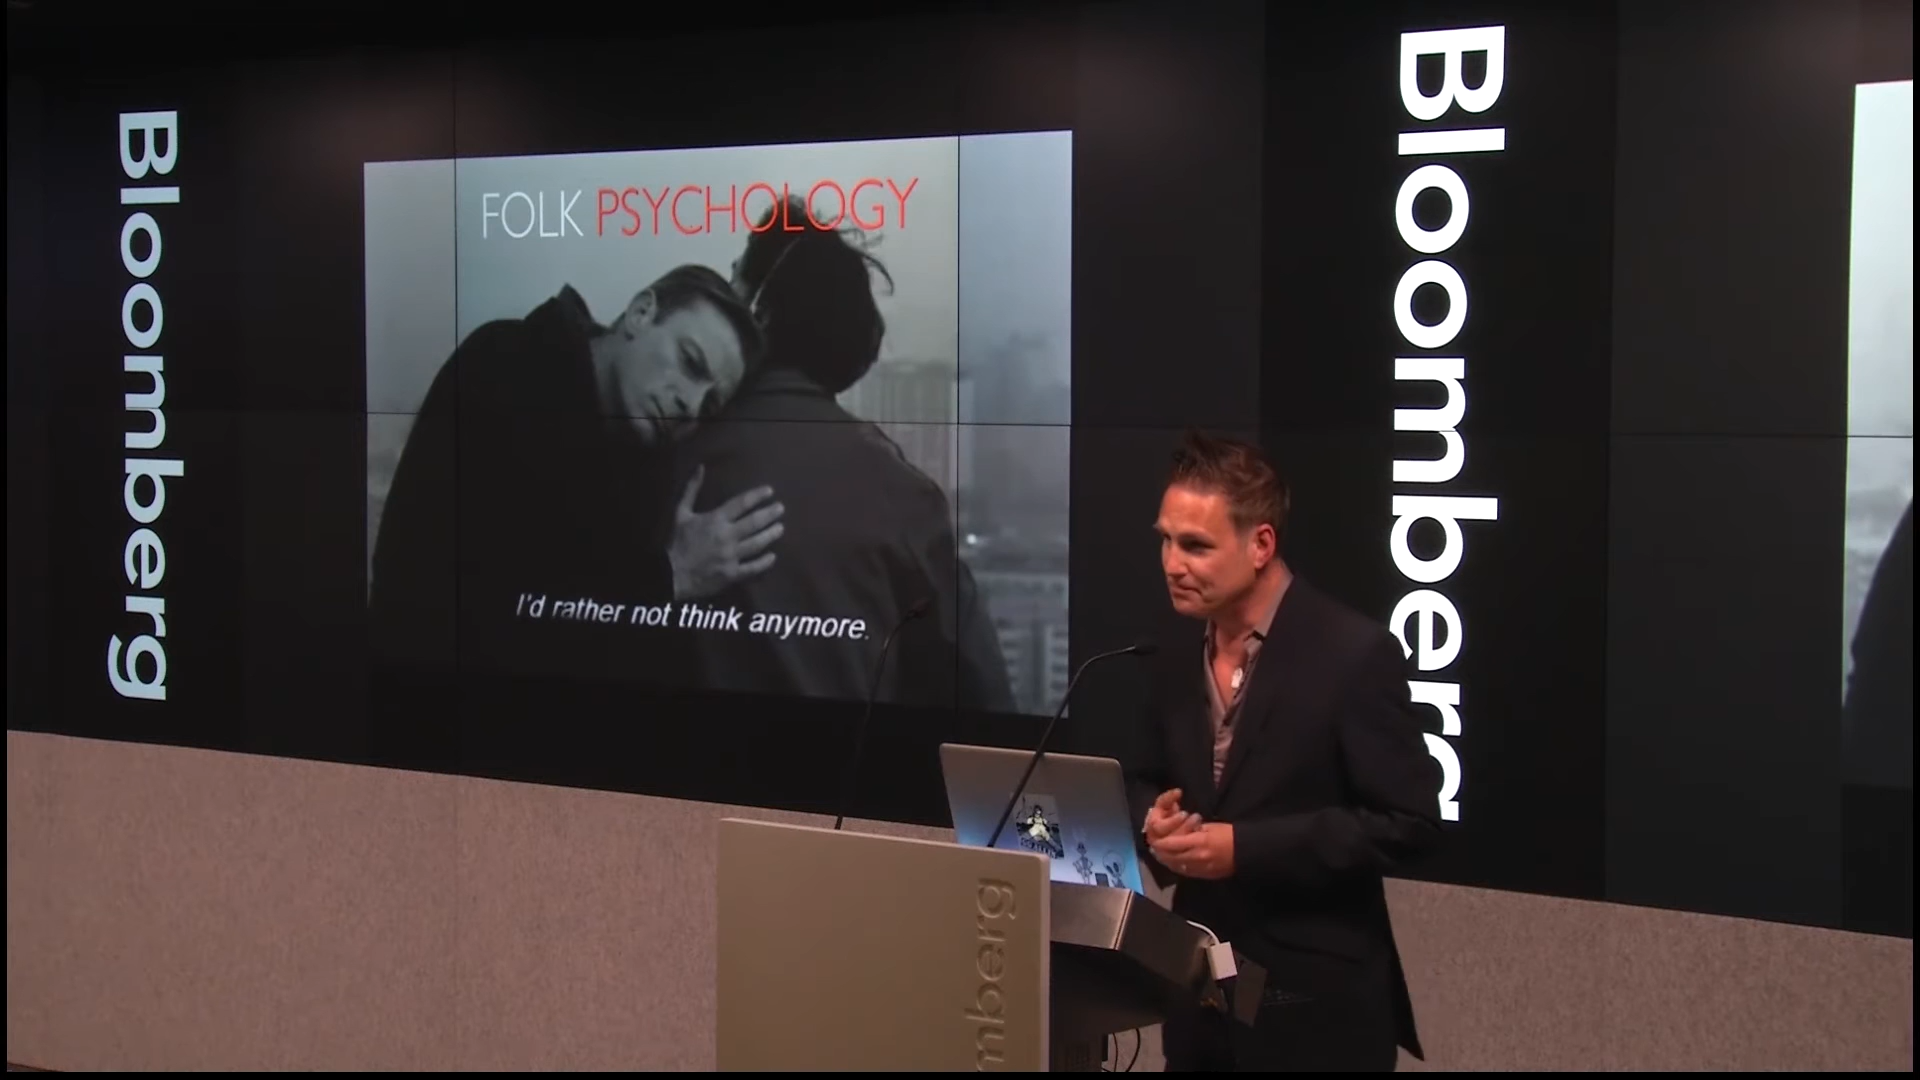 Bloomberg
FOLK PSYCHOLOGY
I'd rather not think anymore.
Bloomberg
mberg